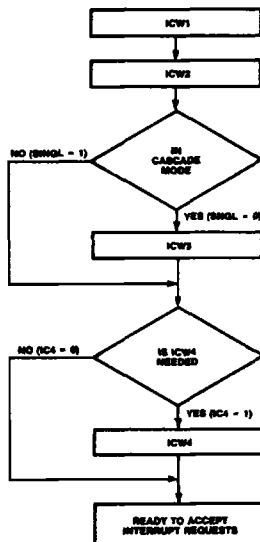 ICW1
ICW2
NO (SNGL = 1)
IN
CASCADE
MODE
YES (SNGL = 0)
ICW3
NO (IC4 = 0)
IS ICW4
NEEDED
YES (IC4 = 1)
ICW4
READY TO ACCEPT
INTERRUPT REQUESTS